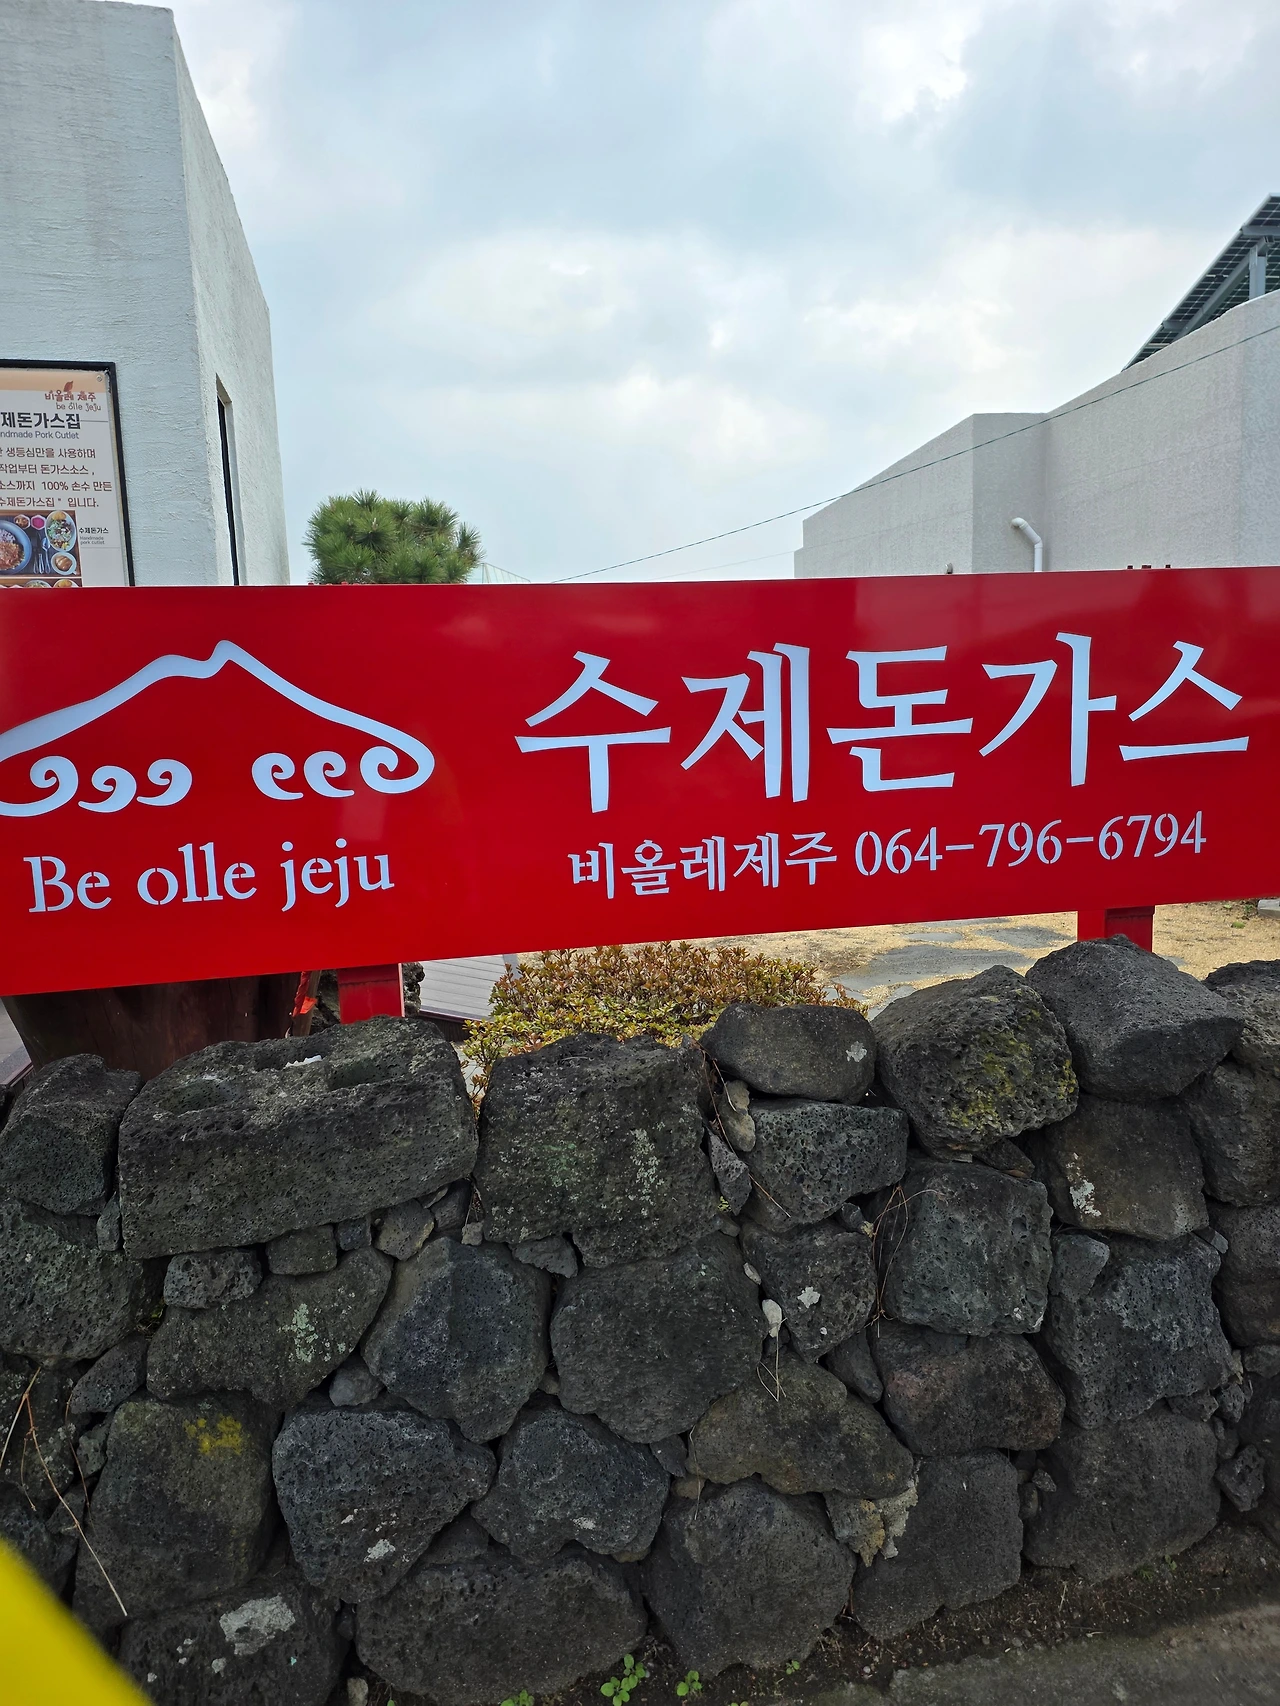 비올레 제주
be olle jeju
제돈가스집
ndmade Pork Cutlet
생등심만을 사용하며
작업부터 돈가스소스 ,
소스까지 100% 손수 만든
수제돈가스집 " 입니다.
수제돈가스
Handmade
pork cutlet
수제돈가스
Be olle jeju
비올레제주 064-796-6794